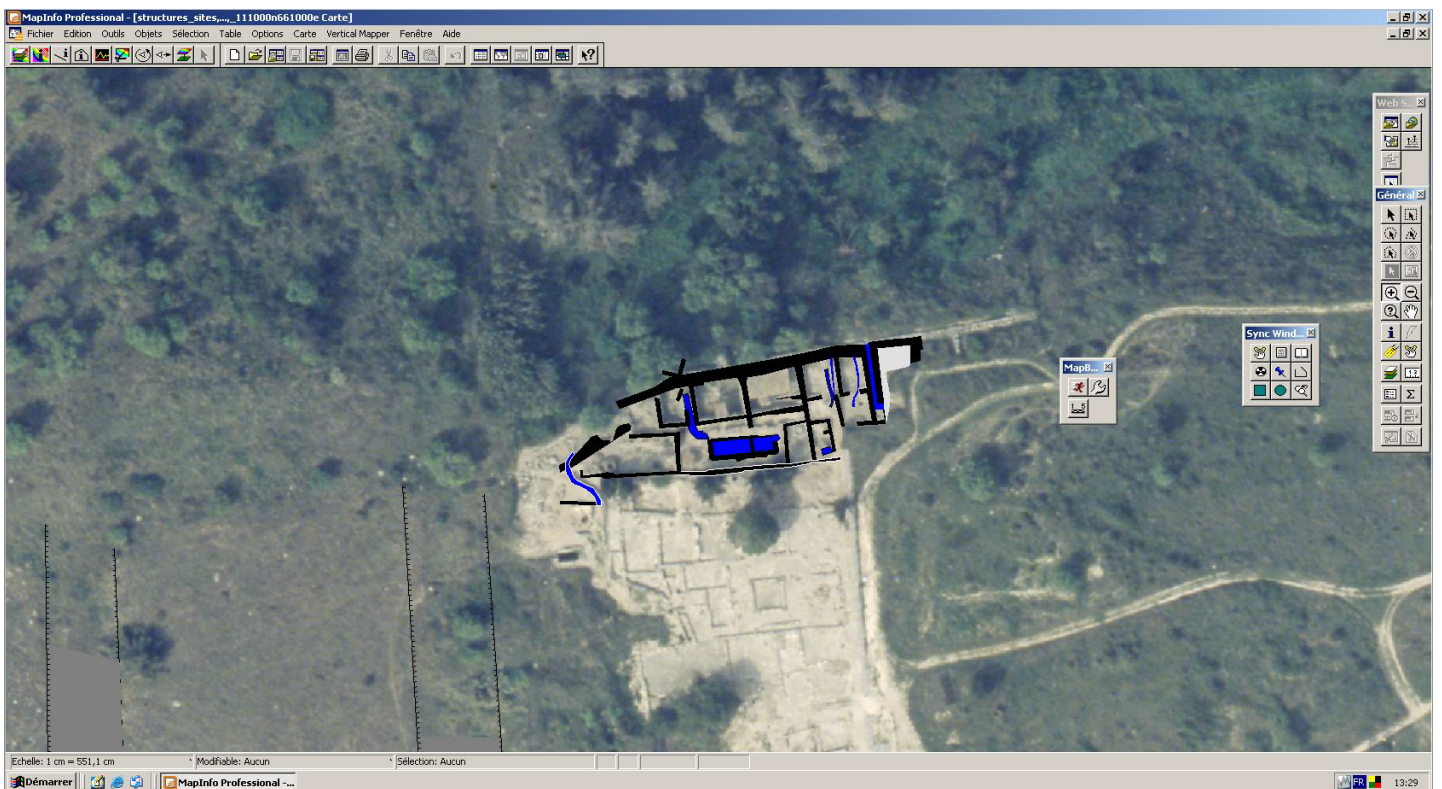 MapInfo Professional - [structures_sites,...,_111000n661000e Carte]
Fichier Edition Outils Objets Sélection Table Options Carte Vertical Mapper Fenêtre Aide
Web S...
Général
Sync Wind...
MapB...
Echelle: 1 cm = 551,1 cm Modifiable: Aucun Sélection: Aucun
Démarrer MapInfo Professional -... FR 13:29